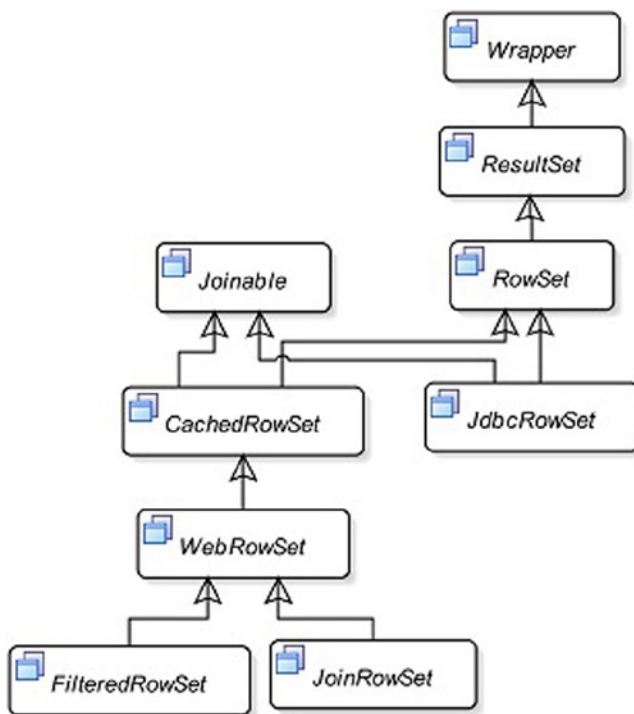 Wrapper
ResultSet
Joinable
RowSet
CachedRowSet
JdbcRowSet
WebRowSet
FilteredRowSet
JoinRowSet